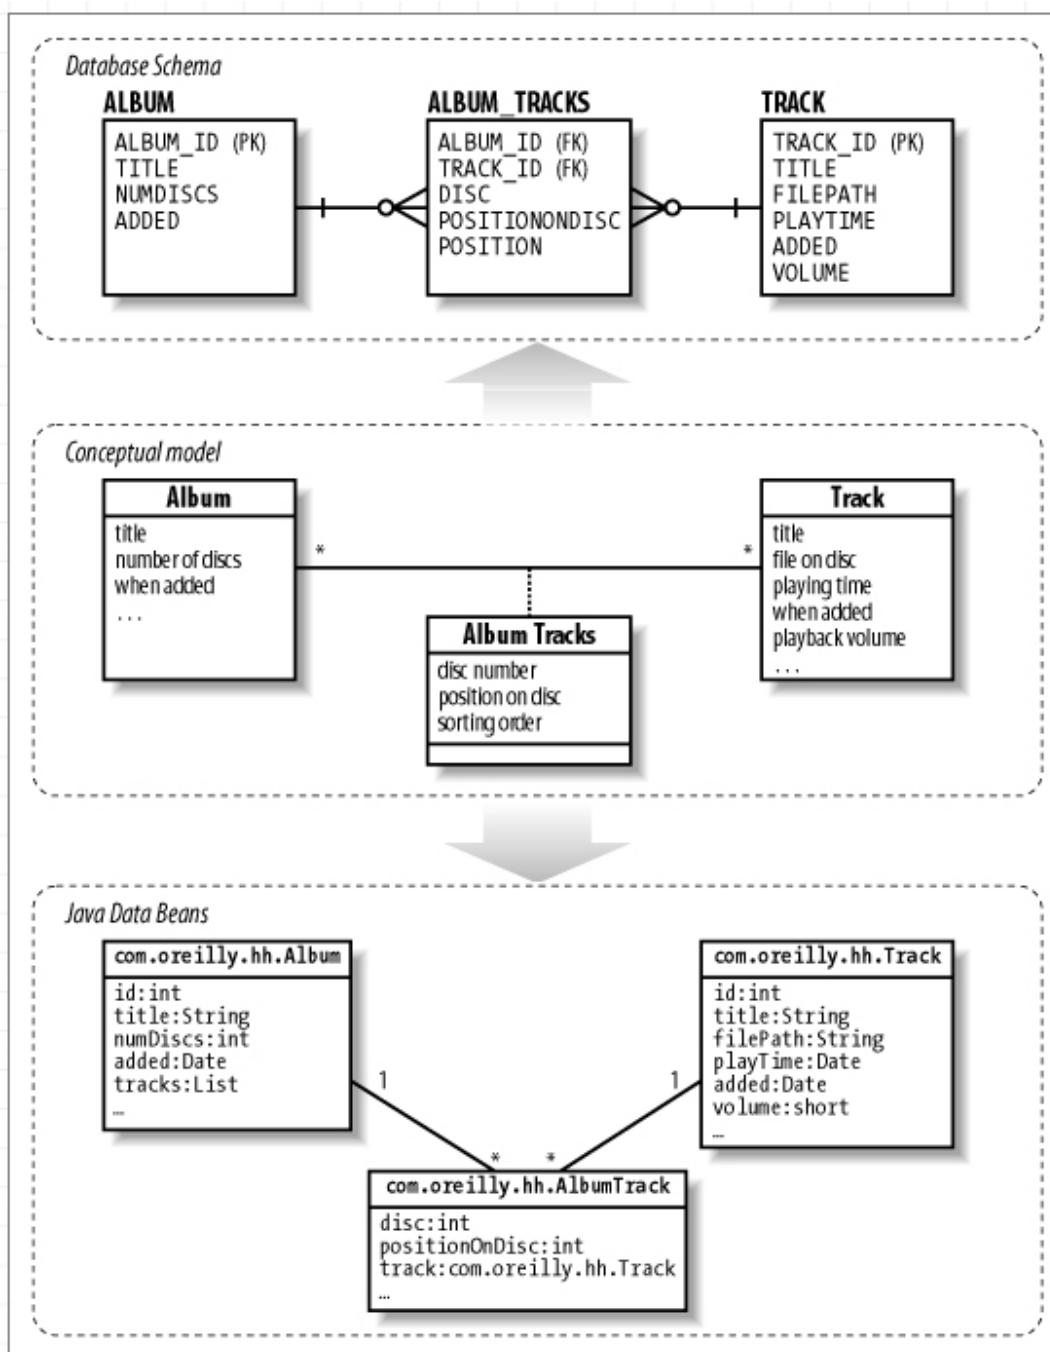 Database Schema
ALBUM
ALBUM_ID (PK)
TITLE
NUMDISCS
ADDED
ALBUM_TRACKS
ALBUM_ID (FK)
TRACK_ID (FK)
DISC
POSITIONONDISC
POSITION
TRACK
TRACK_ID (PK)
TITLE
FILEPATH
PLAYTIME
ADDED
VOLUME
Conceptual model
Album
title
number of discs
when added
...
*
*
Track
title
file on disc
playing time
when added
playback volume
...
Album Tracks
disc number
position on disc
sorting order
Java Data Beans
com.oreilly.hh.Album
id:int
title:String
numDiscs:int
added:Date
tracks:List
...
1
*
com.oreilly.hh.Track
id:int
title:String
filePath:String
playTime:Date
added:Date
volume:short
...
1
*
com.oreilly.hh.AlbumTrack
disc:int
positionOnDisc:int
track:com.oreilly.hh.Track
...